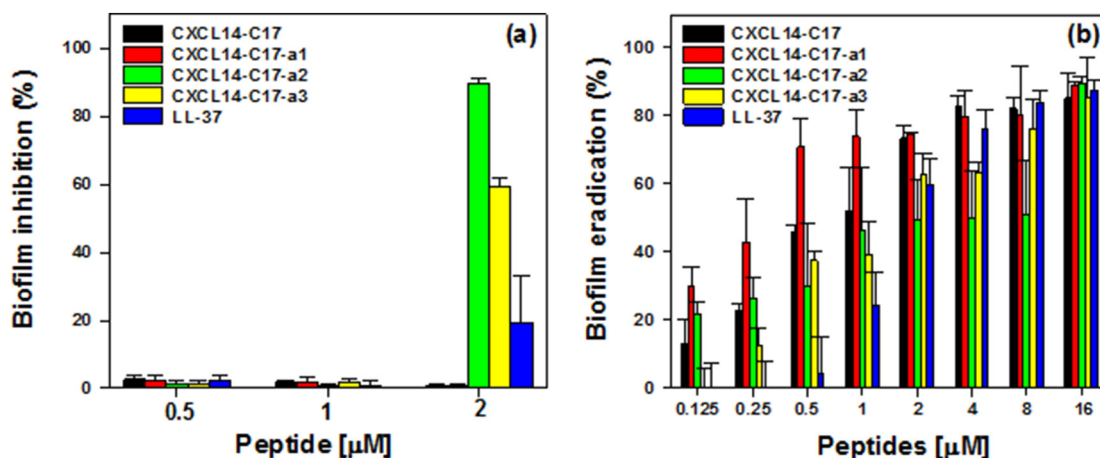 (a)
CXCL14-C17
CXCL14-C17-a1
CXCL14-C17-a2
CXCL14-C17-a3
LL-37
Biofilm inhibition (%)
100
80
60
40
20
0
0.5 1 2
Peptide [μM]
(b)
CXCL14-C17
CXCL14-C17-a1
CXCL14-C17-a2
CXCL14-C17-a3
LL-37
Biofilm eradication (%)
100
80
60
40
20
0
0.125 0.25 0.5 1 2 4 8 16
Peptides [μM]